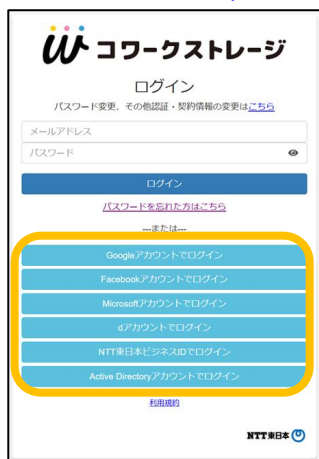 コワークストレージ
ログイン
パスワード変更、その他認証・契約情報の変更はこちら
メールアドレス
パスワード
ログイン
パスワードを忘れた方はこちら
---または---
Googleアカウントでログイン
Facebookアカウントでログイン
Microsoftアカウントでログイン
dアカウントでログイン
NTT東日本ビジネスIDでログイン
Active Directoryアカウントでログイン
利用規約
NTT東日本